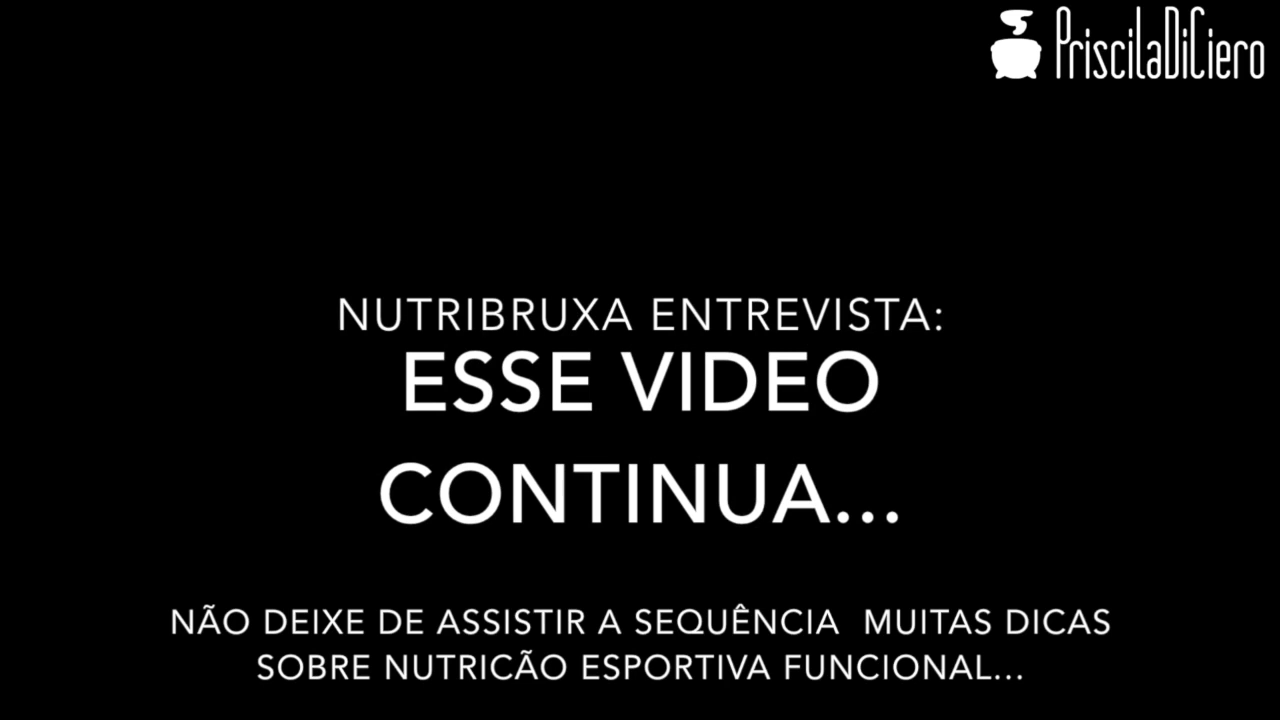 PriscilaDiCiero
NUTRIBRUXA ENTREVISTA:
ESSE VIDEO
CONTINUA...
NÃO DEIXE DE ASSISTIR A SEQUÊNCIA MUITAS DICAS
SOBRE NUTRICÃO ESPORTIVA FUNCIONAL...